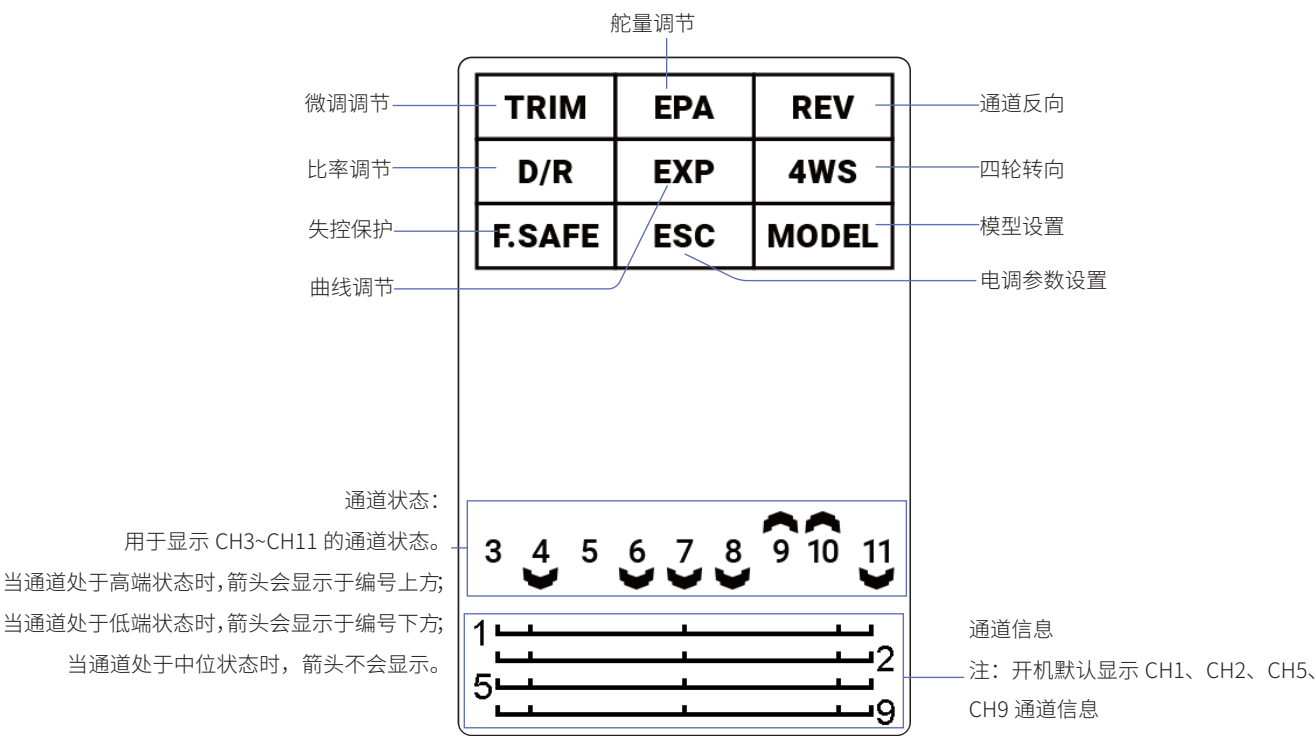 舵量调节
微调调节
TRIM
EPA
REV
通道反向
比率调节
D/R
EXP
4WS
四轮转向
失控保护
F.SAFE
ESC
MODEL
模型设置
曲线调节
电调参数设置
通道状态:
用于显示 CH3~CH11 的通道状态。
当通道处于高端状态时,箭头会显示于编号上方;
当通道处于低端状态时,箭头会显示于编号下方;
当通道处于中位状态时，箭头不会显示。
3 4 5 6 7 8 9 10 11
1
2
5
9
通道信息
注：开机默认显示 CH1、CH2、CH5、
CH9 通道信息